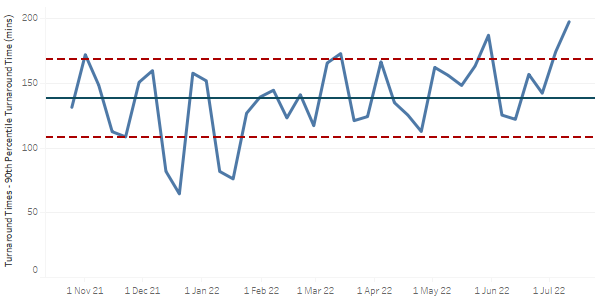 Turnaround Times - 90th Percentile Turnaround Time (mins)
200
150
100
50
0
1 Nov 21 1 Dec 21 1 Jan 22 1 Feb 22 1 Mar 22 1 Apr 22 1 May 22 1 Jun 22 1 Jul 22